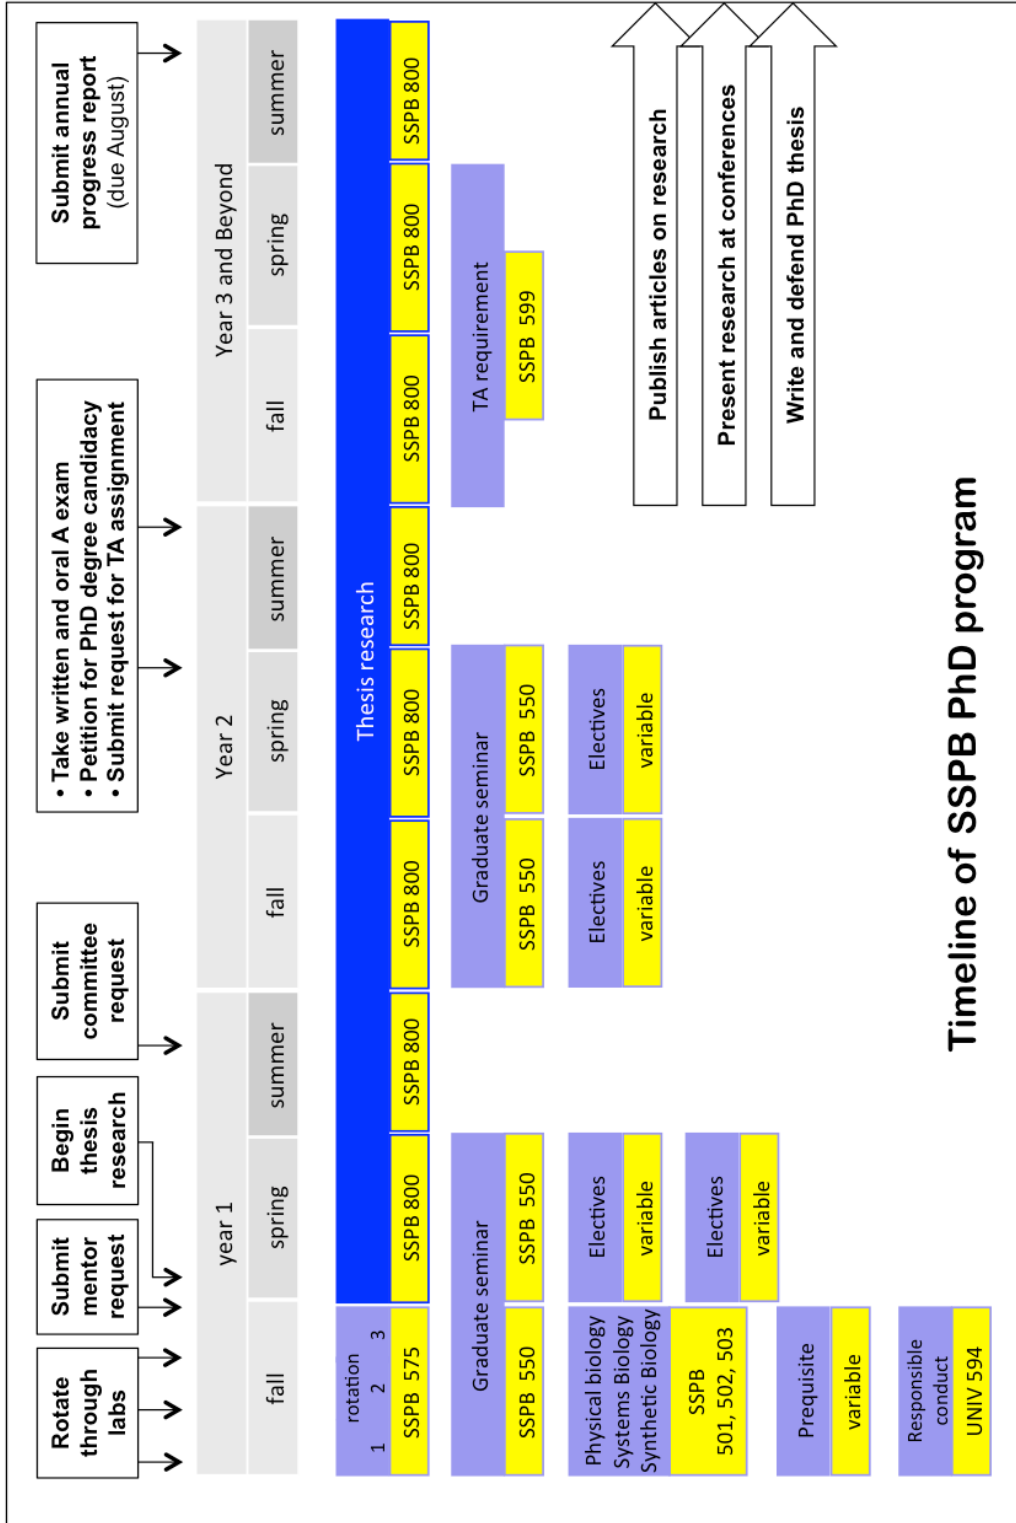 Rotate
through
labs
Submit
mentor
request
Begin
thesis
research
Submit
committee
request
• Take written and oral A exam
• Petition for PhD degree candidacy
• Submit request for TA assignment
Submit annual
progress report
(due August)
year 1
Year 2
Year 3 and Beyond
fall
spring
summer
fall
spring
summer
fall
spring
summer
rotation
1 2 3
SSPB 575
Thesis research
SSPB 800
SSPB 800
SSPB 800
SSPB 800
SSPB 800
SSPB 800
SSPB 800
SSPB 800
Graduate seminar
SSPB 550
SSPB 550
Graduate seminar
SSPB 550
SSPB 550
TA requirement
SSPB 599
Physical biology
Systems Biology
Synthetic Biology
SSPB
501, 502, 503
Electives
variable
Electives
variable
Electives
variable
Electives
variable
Prequisite
variable
Responsible
conduct
UNIV 594
Publish articles on research
Present research at conferences
Write and defend PhD thesis
Timeline of SSPB PhD program